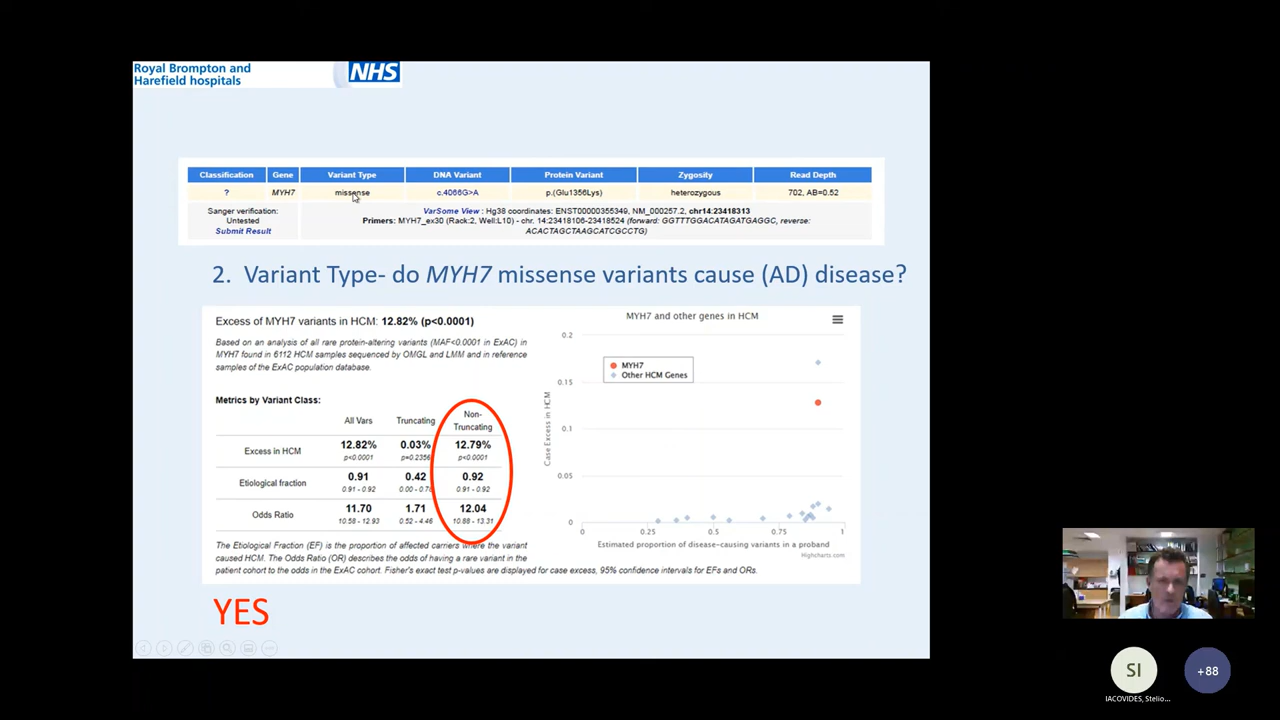 Royal Brompton and
Harefield hospitals
NHS
Classification Gene Variant Type DNA Variant Protein Variant Zygosity Read Depth
? MYH7 missense c.4066G>A p.(Glu1356Lys) heterozygous 702, AB=0.52
Sanger verification:
Untested
Submit Result
VarSome View : Hg38 coordinates: ENST00000355349, NM_000257.2, chr14:23418313
Primers: MYH7_ex30 (Rack:2, Well:L10) - chr. 14:23418106-23418524 (forward: GGTTTGGACATAGATGAGGC, reverse:
ACACTAGCTAAGCATCGCCTG)
2. Variant Type- do MYH7 missense variants cause (AD) disease?
Excess of MYH7 variants in HCM: 12.82% (p<0.0001)
Based on an analysis of all rare protein-altering variants (MAF<0.0001 in ExAC) in
MYH7 found in 6112 HCM samples sequenced by OMGL and LMM and in reference
samples of the ExAC population database.
Metrics by Variant Class:
All Vars Truncating Non-
Truncating
Excess in HCM 12.82% 0.03% 12.79%
p<0.0001 p=0.2356 p<0.0001
Etiological fraction 0.91 0.42 0.92
0.91 - 0.92 0.00 - 0.78 0.91 - 0.92
Odds Ratio 11.70 1.71 12.04
10.58 - 12.93 0.52 - 4.46 10.88 - 13.31
The Etiological Fraction (EF) is the proportion of affected carriers where the variant
caused HCM. The Odds Ratio (OR) describes the odds of having a rare variant in the
patient cohort to the odds in the ExAC cohort. Fisher's exact test p-values are displayed for case excess, 95% confidence intervals for EFs and ORs.
MYH7 and other genes in HCM
MYH7
Other HCM Genes
Case Excess in HCM
0.2
0.15
0.1
0.05
0
0 0.25 0.5 0.75 1
Estimated proportion of disease-causing variants in a proband
Highcharts.com
YES
SI
+88
IACOVIDES, Stelio...